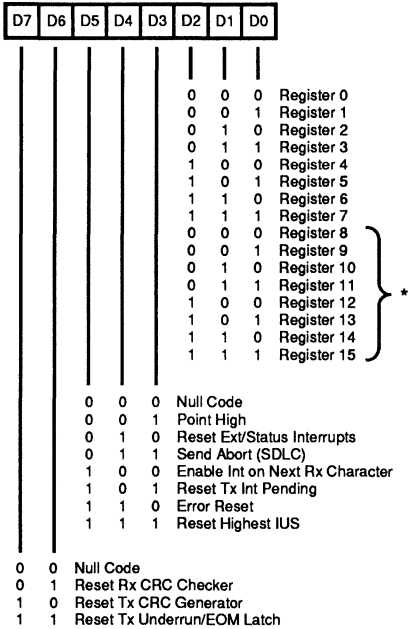 D7 D6 D5 D4 D3 D2 D1 D0
0 0 0 Register 0
0 0 1 Register 1
0 1 0 Register 2
0 1 1 Register 3
1 0 0 Register 4
1 0 1 Register 5
1 1 0 Register 6
1 1 1 Register 7
0 0 0 Register 8
0 0 1 Register 9
0 1 0 Register 10
0 1 1 Register 11
1 0 0 Register 12
1 0 1 Register 13
1 1 0 Register 14
1 1 1 Register 15
*
0 0 0 Null Code
0 0 1 Point High
0 1 0 Reset Ext/Status Interrupts
0 1 1 Send Abort (SDLC)
1 0 0 Enable Int on Next Rx Character
1 0 1 Reset Tx Int Pending
1 1 0 Error Reset
1 1 1 Reset Highest IUS
0 0 Null Code
0 1 Reset Rx CRC Checker
1 0 Reset Tx CRC Generator
1 1 Reset Tx Underrun/EOM Latch